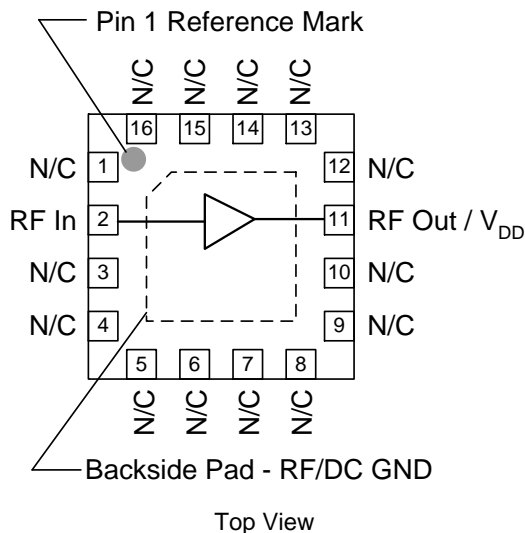 Pin 1 Reference Mark
N/C N/C N/C N/C
16 15 14 13
N/C 1 12 N/C
RF In 2 11 RF Out / VDD
N/C 3 10 N/C
N/C 4 9 N/C
5 6 7 8
N/C N/C N/C N/C
Backside Pad - RF/DC GND
Top View